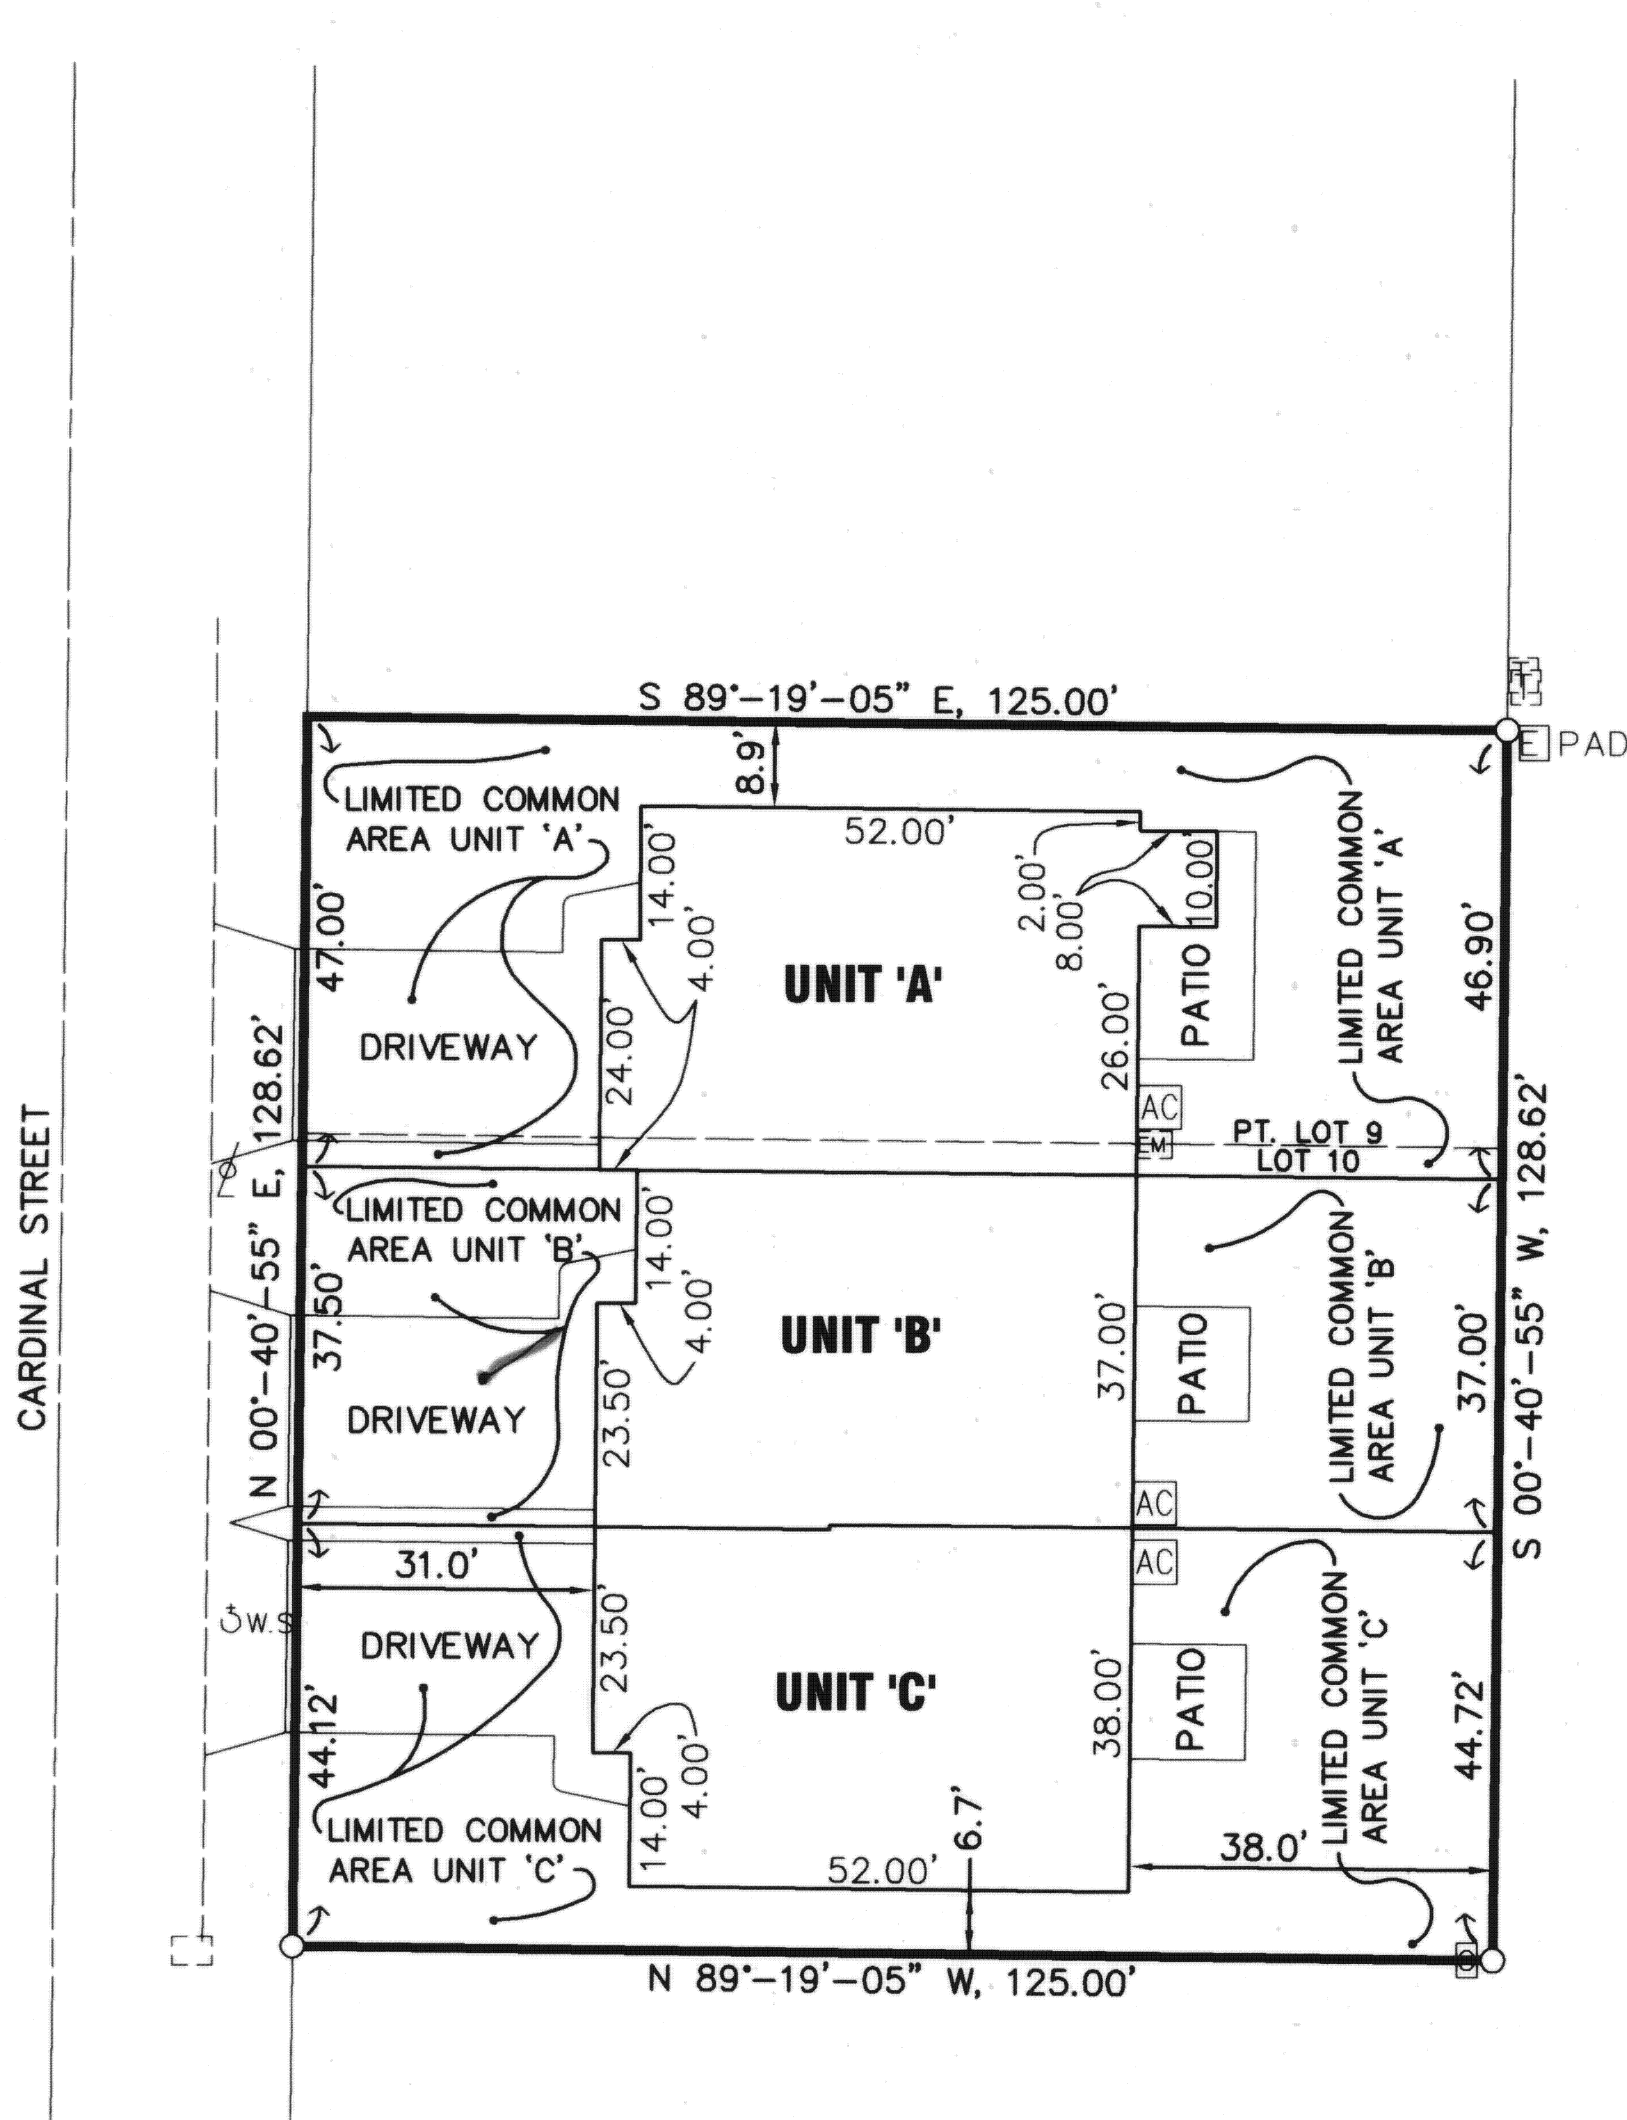 S 89°-19'-05" E, 125.00'
T
E PAD
8.9'
LIMITED COMMON
AREA UNIT 'A'
52.00'
14.00'
2.00'
8.00'
10.00'
4.00'
47.00'
UNIT 'A'
PATIO
LIMITED COMMON
AREA UNIT 'A'
46.90'
DRIVEWAY
24.00'
26.00'
AC
EM
PT. LOT 9
LOT 10
CARDINAL STREET
N 00°-40'-55" E, 128.62'
S 00°-40'-55" W, 128.62'
LIMITED COMMON
AREA UNIT 'B'
14.00'
4.00'
37.50'
UNIT 'B'
37.00'
PATIO
LIMITED COMMON
AREA UNIT 'B'
37.00'
DRIVEWAY
23.50'
AC
AC
31.0'
W.S
DRIVEWAY
23.50'
UNIT 'C'
38.00'
PATIO
LIMITED COMMON
AREA UNIT 'C'
44.72'
44.12'
4.00'
14.00'
LIMITED COMMON
AREA UNIT 'C'
52.00'
6.7'
38.0'
N 89°-19'-05" W, 125.00'